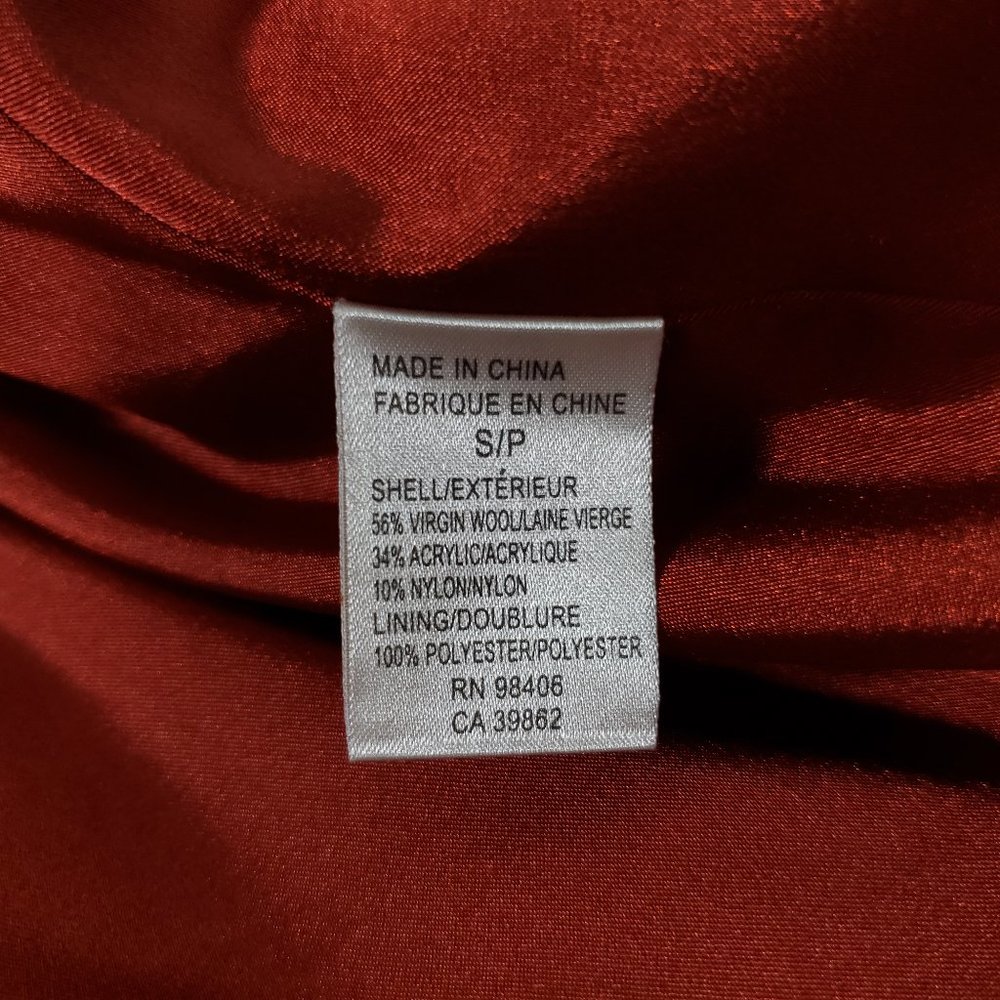 MADE IN CHINA
FABRIQUE EN CHINE
S/P
SHELL/EXTÉRIEUR
56% VIRGIN WOOL/LAINE VIERGE
34% ACRYLIC/ACRYLIQUE
10% NYLON/NYLON
LINING/DOUBLURE
100% POLYESTER/POLYESTER
RN 98406
CA 39862